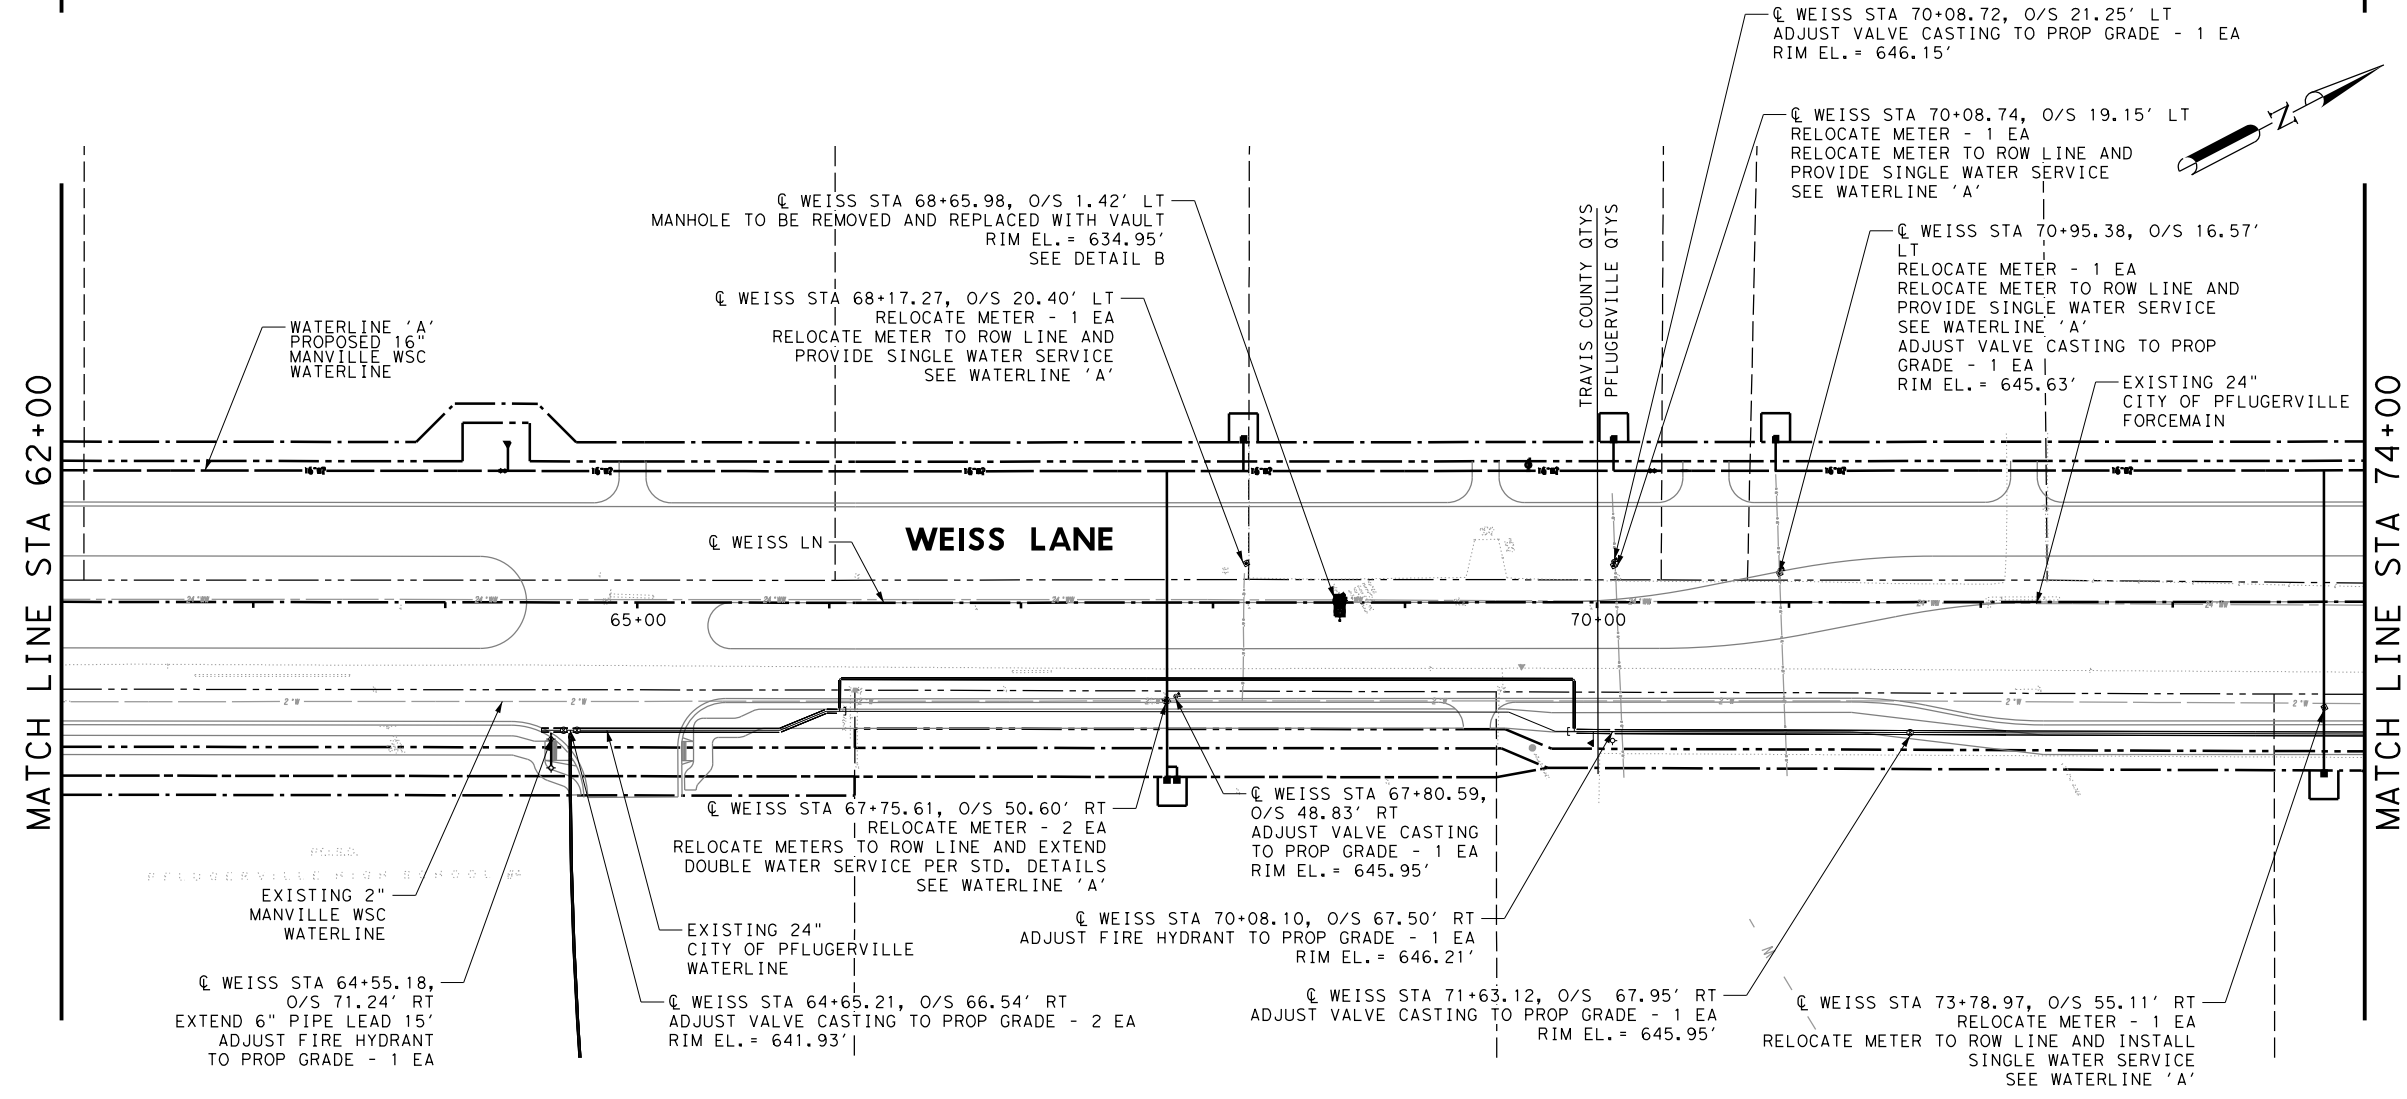 ℄ WEISS STA 70+08.72, O/S 21.25' LT
ADJUST VALVE CASTING TO PROP GRADE - 1 EA
RIM EL.= 646.15'
℄ WEISS STA 70+08.74, O/S 19.15' LT
RELOCATE METER - 1 EA
RELOCATE METER TO ROW LINE AND
PROVIDE SINGLE WATER SERVICE
SEE WATERLINE 'A'
N
℄ WEISS STA 68+65.98, O/S 1.42' LT
MANHOLE TO BE REMOVED AND REPLACED WITH VAULT
RIM EL.= 634.95'
SEE DETAIL B
℄ WEISS STA 68+17.27, O/S 20.40' LT
RELOCATE METER - 1 EA
RELOCATE METER TO ROW LINE AND
PROVIDE SINGLE WATER SERVICE
SEE WATERLINE 'A'
TRAVIS COUNTY QTYS
PFLUGERVILLE QTYS
℄ WEISS STA 70+95.38, O/S 16.57'
LT
RELOCATE METER - 1 EA
RELOCATE METER TO ROW LINE AND
PROVIDE SINGLE WATER SERVICE
SEE WATERLINE 'A'
ADJUST VALVE CASTING TO PROP
GRADE - 1 EA
RIM EL.= 645.63'
EXISTING 24"
CITY OF PFLUGERVILLE
FORCEMAIN
WATERLINE 'A'
PROPOSED 16"
MANVILLE WSC
WATERLINE
MATCH LINE STA 62+00
MATCH LINE STA 74+00
℄ WEISS LN
WEISS LANE
65+00
70+00
2"W
2"W
2"W
2"W
2"W
2"W
℄ WEISS STA 67+75.61, O/S 50.60' RT
RELOCATE METER - 2 EA
RELOCATE METERS TO ROW LINE AND EXTEND
DOUBLE WATER SERVICE PER STD. DETAILS
SEE WATERLINE 'A'
℄ WEISS STA 67+80.59,
O/S 48.83' RT
ADJUST VALVE CASTING
TO PROP GRADE - 1 EA
RIM EL.= 645.95'
PFLUGERVILLE HIGH SCHOOL
EXISTING 2"
MANVILLE WSC
WATERLINE
EXISTING 24"
CITY OF PFLUGERVILLE
WATERLINE
℄ WEISS STA 70+08.10, O/S 67.50' RT
ADJUST FIRE HYDRANT TO PROP GRADE - 1 EA
RIM EL.= 646.21'
℄ WEISS STA 64+55.18,
O/S 71.24' RT
EXTEND 6" PIPE LEAD 15'
ADJUST FIRE HYDRANT
TO PROP GRADE - 1 EA
℄ WEISS STA 64+65.21, O/S 66.54' RT
ADJUST VALVE CASTING TO PROP GRADE - 2 EA
RIM EL.= 641.93'
℄ WEISS STA 71+63.12, O/S 67.95' RT
ADJUST VALVE CASTING TO PROP GRADE - 1 EA
RIM EL.= 645.95'
℄ WEISS STA 73+78.97, O/S 55.11' RT
RELOCATE METER - 1 EA
RELOCATE METER TO ROW LINE AND INSTALL
SINGLE WATER SERVICE
SEE WATERLINE 'A'